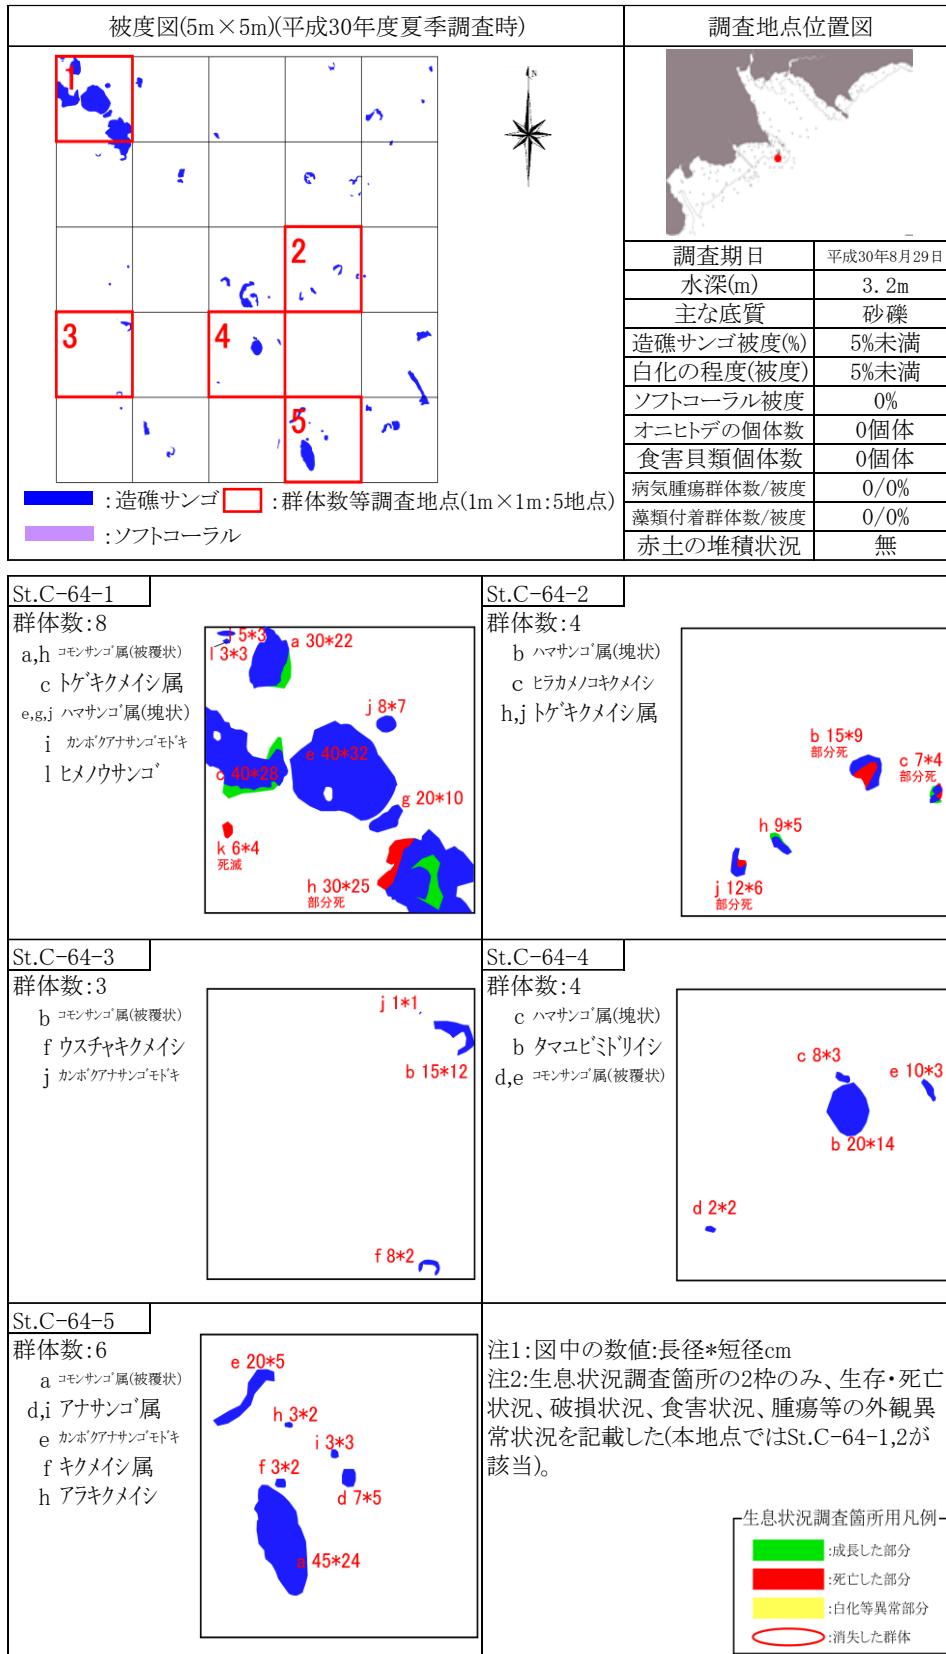 被度図(5m×5m)(平成30年度夏季調査時)
調査地点位置図
N
1
2
3
4
5
:造礁サンゴ
:群体数等調査地点(1m×1m:5地点)
:ソフトコーラル
調査期日 平成30年8月29日
水深(m) 3.2m
主な底質 砂礫
造礁サンゴ被度(%) 5%未満
白化の程度(被度) 5%未満
ソフトコーラル被度 0%
オニヒトデの個体数 0個体
食害貝類個体数 0個体
病気腫瘍群体数/被度 0/0%
藻類付着群体数/被度 0/0%
赤土の堆積状況 無
St.C-64-1
群体数:8
a,h コモンサンゴ属(被覆状)
c トゲキクメイシ属
e,g,j ハマサンゴ属(塊状)
i カンボクアナサンゴモドキ
l ヒメノウサンゴ
5*3
l 3*3
a 30*22
j 8*7
e 40*32
c 40*28
g 20*10
k 6*4
死滅
h 30*25
部分死
St.C-64-2
群体数:4
b ハマサンゴ属(塊状)
c ヒラカメノコキクメイシ
h,j トゲキクメイシ属
b 15*9
部分死
c 7*4
部分死
h 9*5
j 12*6
部分死
St.C-64-3
群体数:3
b コモンサンゴ属(被覆状)
f ウスチャキクメイシ
j カンボクアナサンゴモドキ
j 1*1
b 15*12
f 8*2
St.C-64-4
群体数:4
c ハマサンゴ属(塊状)
b タマユビミドリイシ
d,e コモンサンゴ属(被覆状)
c 8*3
e 10*3
b 20*14
d 2*2
St.C-64-5
群体数:6
a コモンサンゴ属(被覆状)
d,i アナサンゴ属
e カンボクアナサンゴモドキ
f キクメイシ属
h アラキクメイシ
e 20*5
h 3*2
i 3*3
f 3*2
d 7*5
a 45*24
注1:図中の数値:長径*短径cm
注2:生息状況調査箇所の2枠のみ、生存・死亡
状況、破損状況、食害状況、腫瘍等の外観異
常状況を記載した(本地点ではSt.C-64-1,2が
該当)。
生息状況調査箇所用凡例
:成長した部分
:死亡した部分
:白化等異常部分
:消失した群体